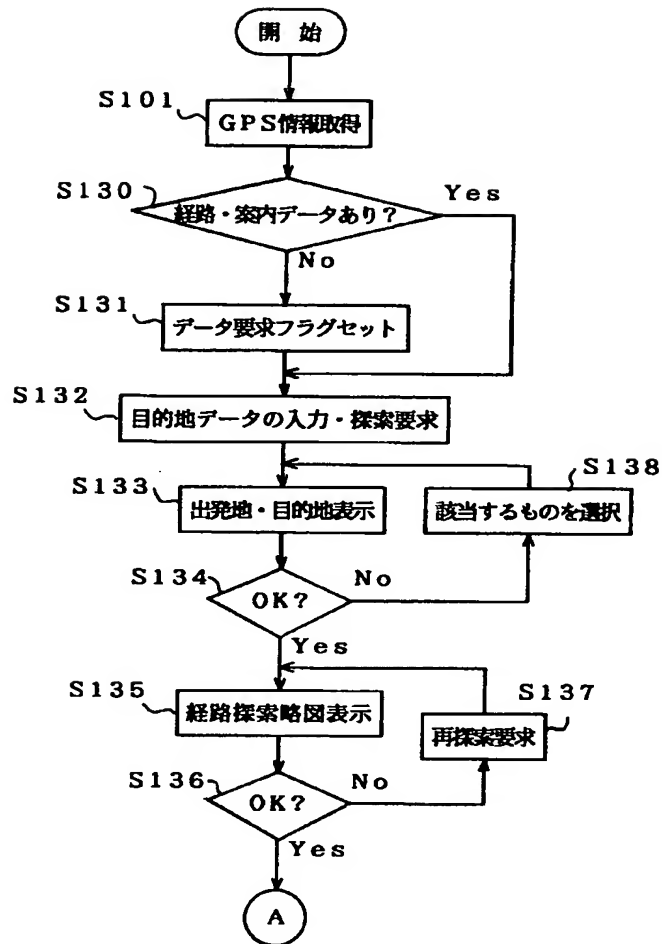 開始
S101
GPS情報取得
S130
経路・案内データあり?
Yes
No
S131
データ要求フラグセット
S132
目的地データの入力・探索要求
S133
出発地・目的地表示
S138
該当するものを選択
S134
OK?
No
Yes
S135
経路探索略図表示
S137
再探索要求
S136
OK?
No
Yes
A